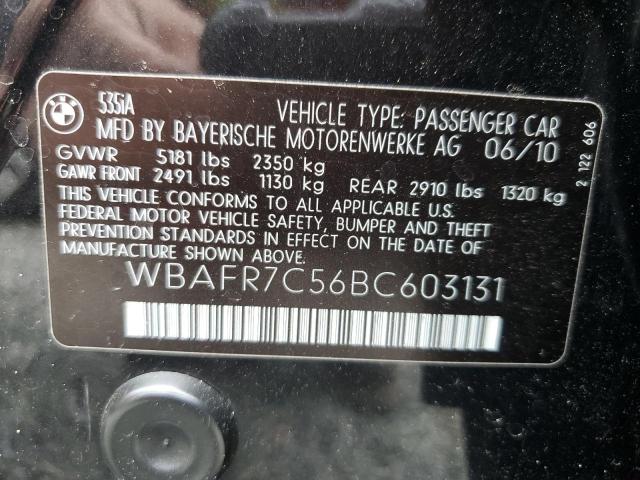 535iA
VEHICLE TYPE: PASSENGER CAR
MFD BY BAYERISCHE MOTORENWERKE AG 06/10
GVWR 5181 lbs 2350 kg
GAWR FRONT 2491 lbs 1130 kg REAR 2910 lbs 1320 kg
THIS VEHICLE CONFORMS TO ALL APPLICABLE U.S.
FEDERAL MOTOR VEHICLE SAFETY, BUMPER AND THEFT
PREVENTION STANDARDS IN EFFECT ON THE DATE OF
MANUFACTURE SHOWN ABOVE.
WBAFR7C56BC603131
2 122 606